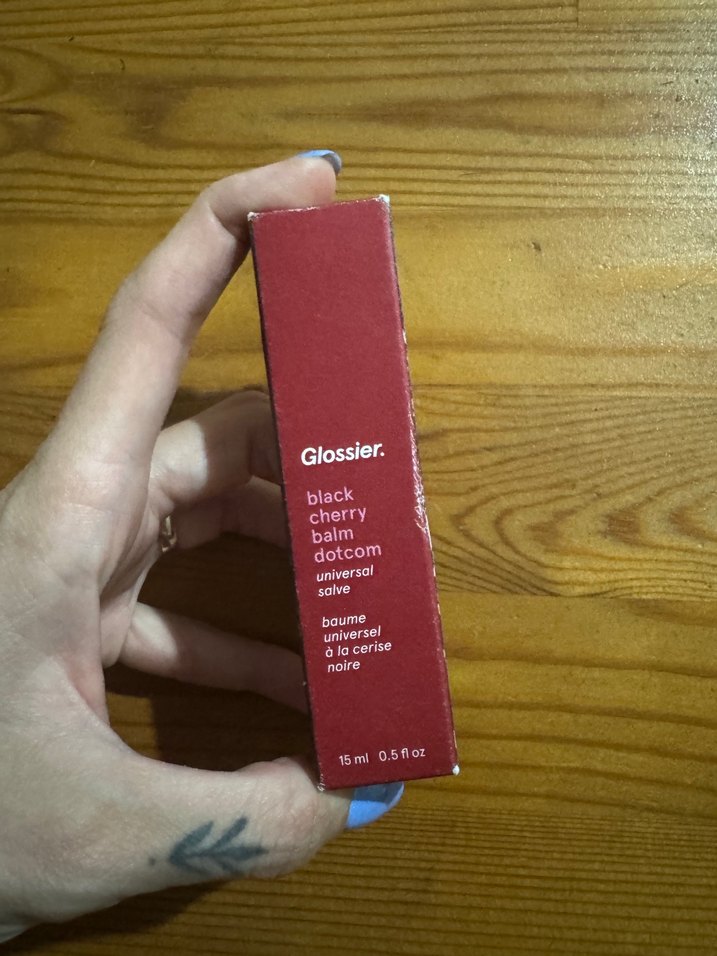 Glossier.
black
cherry
balm
dotcom
universal
salve
baume
universel
à la cerise
noire
15 ml 0.5 fl oz